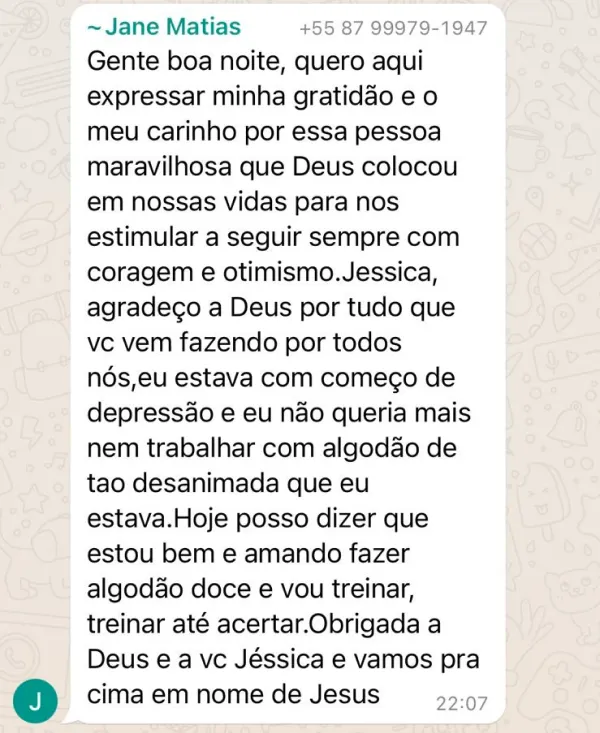 ~Jane Matias +55 87 99979-1947
Gente boa noite, quero aqui
expressar minha gratidão e o
meu carinho por essa pessoa
maravilhosa que Deus colocou
em nossas vidas para nos
estimular a seguir sempre com
coragem e otimismo.Jessica,
agradeço a Deus por tudo que
vc vem fazendo por todos
nós,eu estava com começo de
depressão e eu não queria mais
nem trabalhar com algodão de
tao desanimada que eu
estava.Hoje posso dizer que
estou bem e amando fazer
algodão doce e vou treinar,
treinar até acertar.Obrigada a
Deus e a vc Jéssica e vamos pra
cima em nome de Jesus
22:07
J